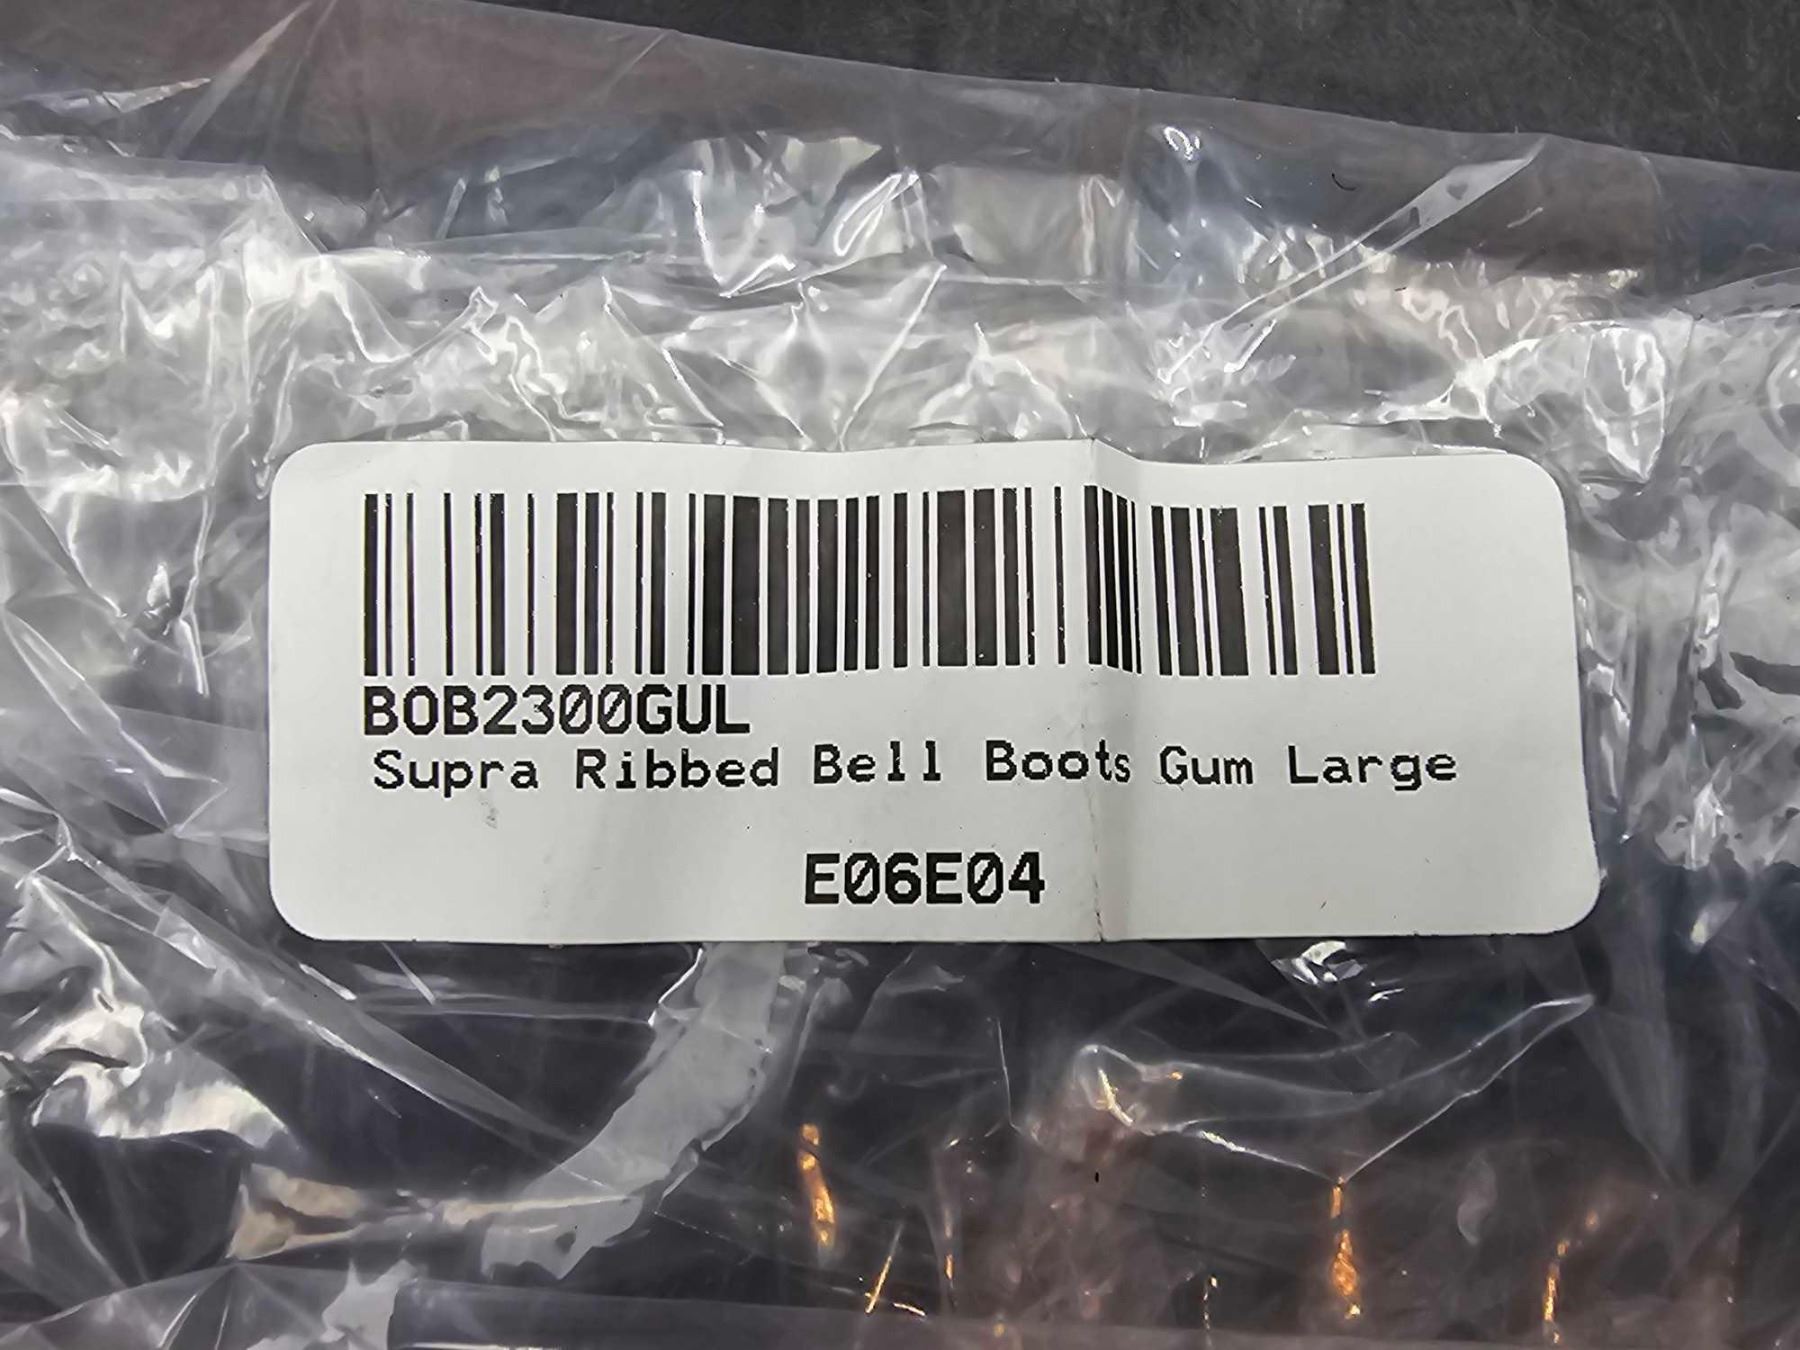 BOB2300GUL
Supra Ribbed Bell Boots Gum Large
E06E04